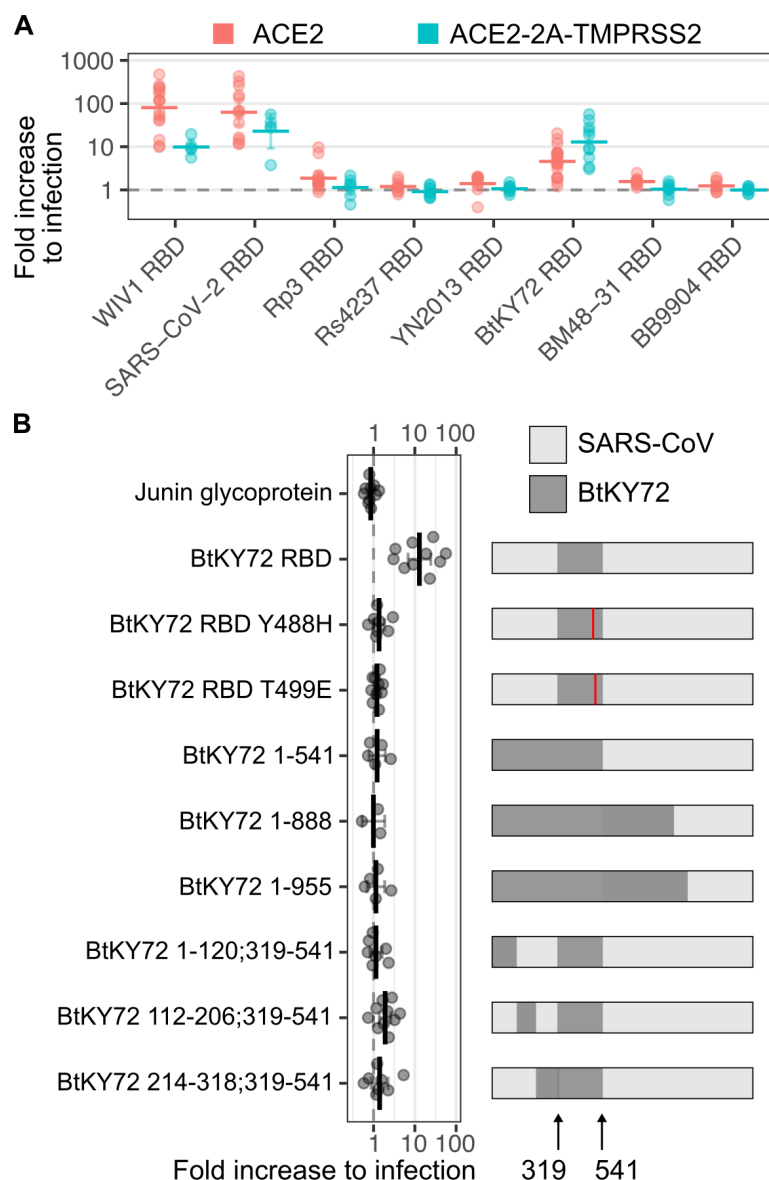 A
ACE2
ACE2-2A-TMPRSS2
Fold increase
to infection
1000
100
10
1
WIV1 RBD
SARS−CoV−2 RBD
Rp3 RBD
Rs4237 RBD
YN2013 RBD
BtKY72 RBD
BM48−31 RBD
BB9904 RBD
B
1 10 100
SARS-CoV
BtKY72
Junin glycoprotein
BtKY72 RBD
BtKY72 RBD Y488H
BtKY72 RBD T499E
BtKY72 1-541
BtKY72 1-888
BtKY72 1-955
BtKY72 1-120;319-541
BtKY72 112-206;319-541
BtKY72 214-318;319-541
1 10 100
Fold increase to infection
319 541